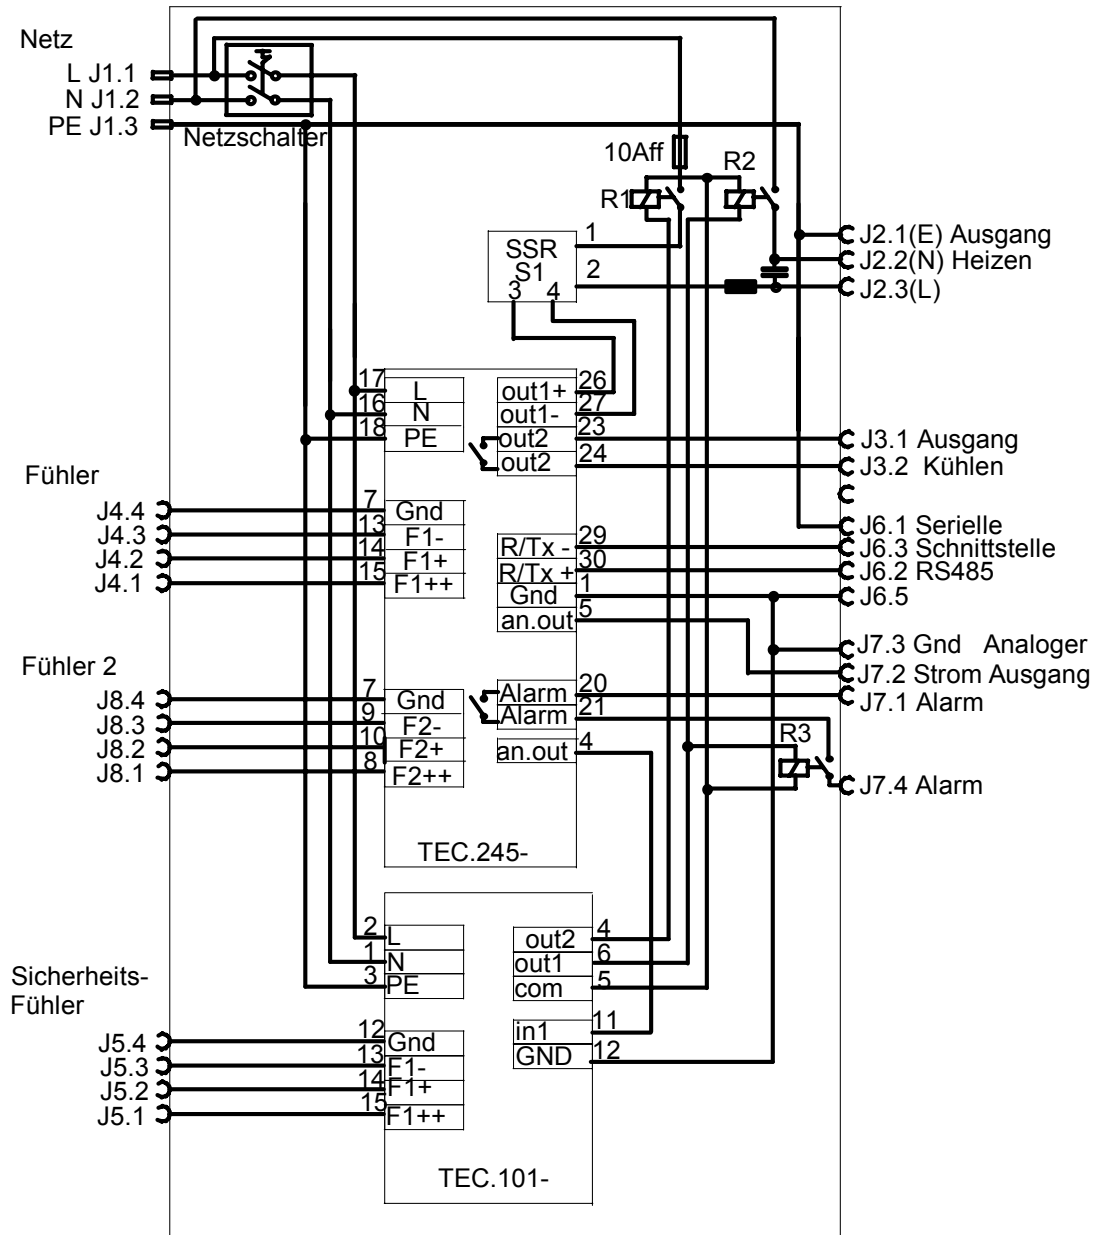 Netz
L J1.1
N J1.2
PE J1.3
Netzschalter
10Aff
R1
R2
SSR
S1
1
2
3 4
J2.1(E) Ausgang
J2.2(N) Heizen
J2.3(L)
17 L
16 N
18 PE
out1+ 26
out1- 27
out2 23
out2 24
J3.1 Ausgang
J3.2 Kühlen
Fühler
J4.4
J4.3
J4.2
J4.1
7 Gnd
13 F1-
14 F1+
15 F1++
R/Tx - 29
R/Tx + 30
Gnd 1
an.out 5
J6.1 Serielle
J6.3 Schnittstelle
J6.2 RS485
J6.5
J7.3 Gnd Analoger
J7.2 Strom Ausgang
J7.1 Alarm
Fühler 2
J8.4
J8.3
J8.2
J8.1
7 Gnd
9 F2-
10 F2+
8 F2++
Alarm 20
Alarm 21
an.out 4
R3
J7.4 Alarm
TEC.245-
2 L
1 N
3 PE
out2 4
out1 6
com 5
in1 11
GND 12
Sicherheits-
Fühler
J5.4
J5.3
J5.2
J5.1
12 Gnd
13 F1-
14 F1+
15 F1++
TEC.101-